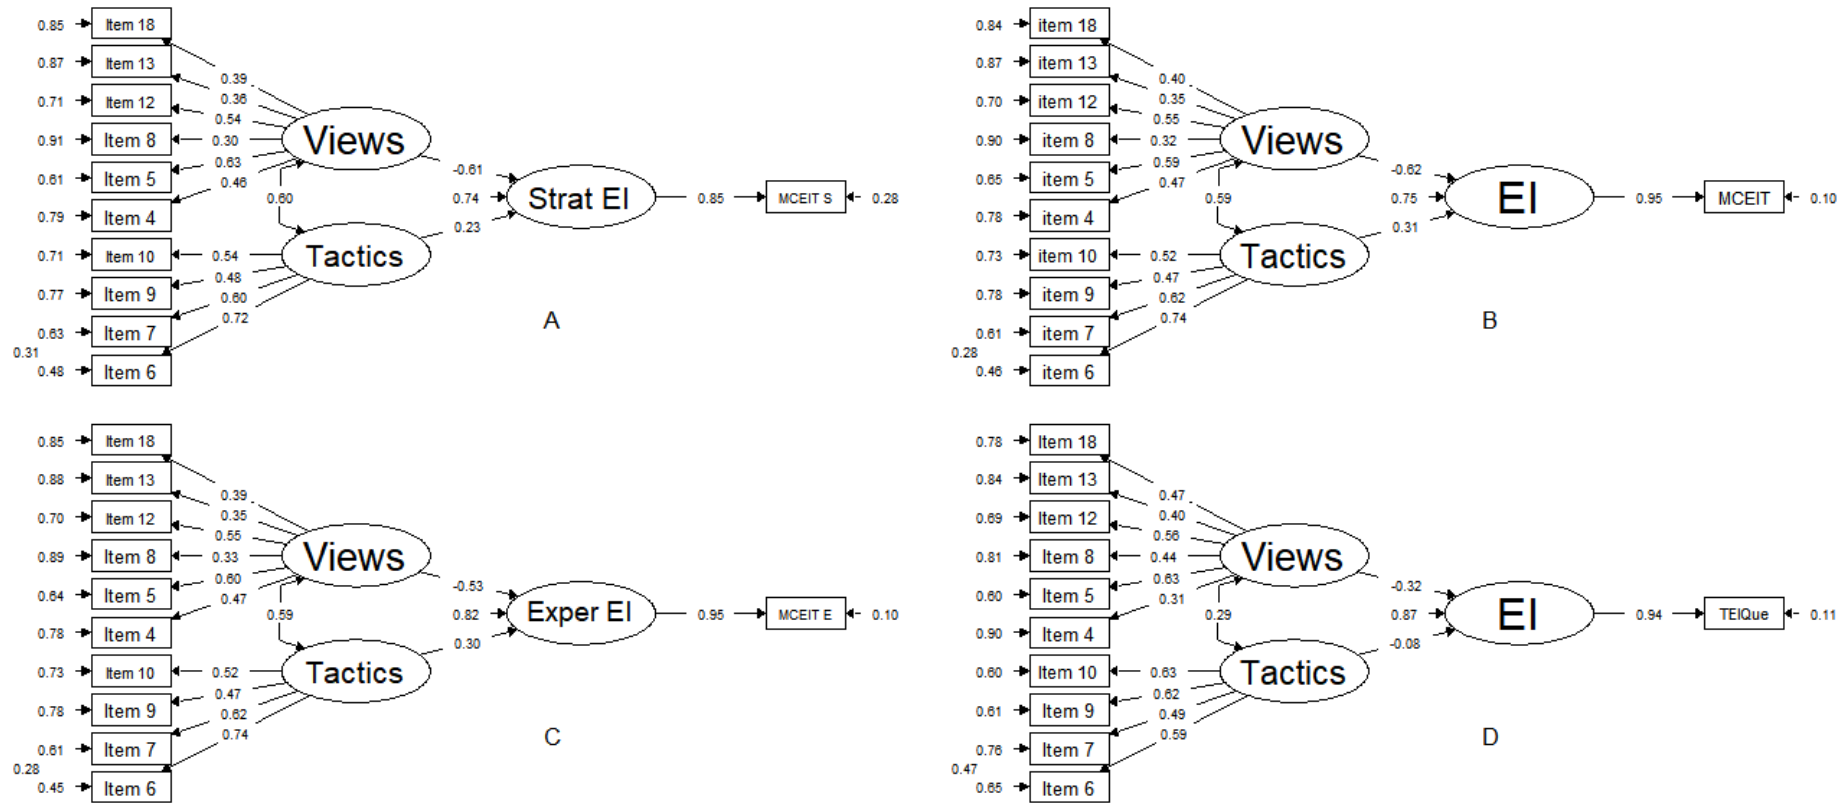 0.85 Item 18
0.87 Item 13
0.71 Item 12
0.91 Item 8
0.61 Item 5
0.79 Item 4
0.71 Item 10
0.77 Item 9
0.63 Item 7
0.31
0.48 Item 6
0.39
0.36
0.54
0.30
0.63
0.46
Views
0.60
Tactics
0.54
0.48
0.60
0.72
-0.61
0.74
0.23
Strat EI
0.85
MCEIT S
0.28
A
0.84 item 18
0.87 item 13
0.70 item 12
0.90 item 8
0.65 item 5
0.78 item 4
0.73 item 10
0.78 item 9
0.61 item 7
0.28
0.46 item 6
0.40
0.35
0.55
0.32
0.59
0.47
Views
0.59
Tactics
0.52
0.47
0.62
0.74
-0.62
0.75
0.31
EI
0.95
MCEIT
0.10
B
0.85 Item 18
0.88 Item 13
0.70 Item 12
0.89 Item 8
0.64 Item 5
0.78 Item 4
0.73 Item 10
0.78 Item 9
0.61 Item 7
0.28
0.45 Item 6
0.39
0.35
0.55
0.33
0.60
0.47
Views
0.59
Tactics
0.52
0.47
0.62
0.74
-0.53
0.82
0.30
Exper EI
0.95
MCEIT E
0.10
C
0.78 Item 18
0.84 Item 13
0.69 Item 12
0.81 Item 8
0.60 Item 5
0.90 Item 4
0.60 Item 10
0.61 Item 9
0.76 Item 7
0.47
0.65 Item 6
0.47
0.40
0.56
0.44
0.63
0.31
Views
0.29
Tactics
0.63
0.62
0.49
0.59
-0.32
0.87
-0.08
EI
0.94
TEIQue
0.11
D